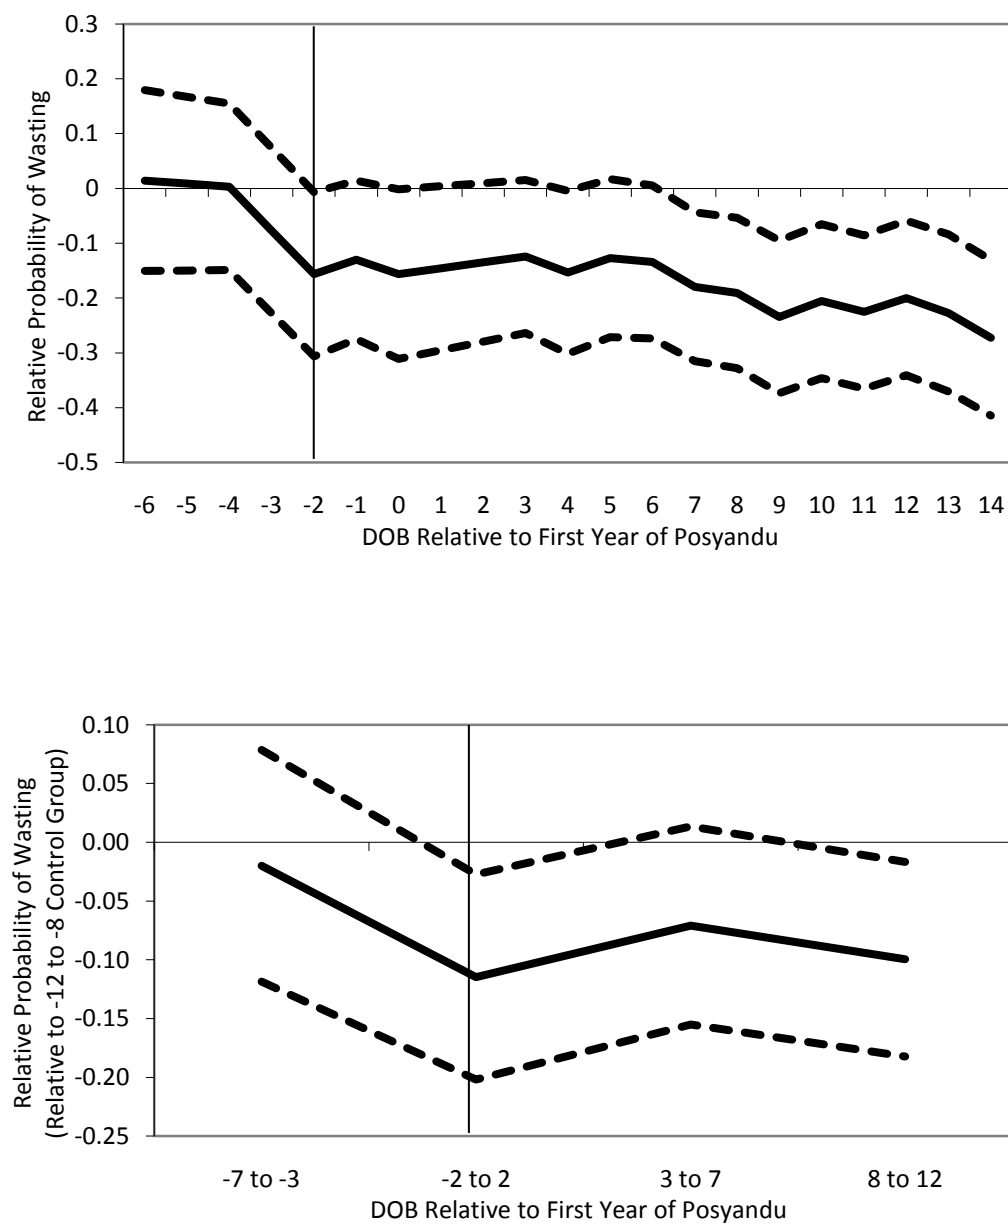 Relative Probability of Wasting
0.3
0.2
0.1
0
-0.1
-0.2
-0.3
-0.4
-0.5
-6 -5 -4 -3 -2 -1 0 1 2 3 4 5 6 7 8 9 10 11 12 13 14
DOB Relative to First Year of Posyandu
Relative Probability of Wasting
(Relative to -12 to -8 Control Group)
0.10
0.05
0.00
-0.05
-0.10
-0.15
-0.20
-0.25
-7 to -3 -2 to 2 3 to 7 8 to 12
DOB Relative to First Year of Posyandu